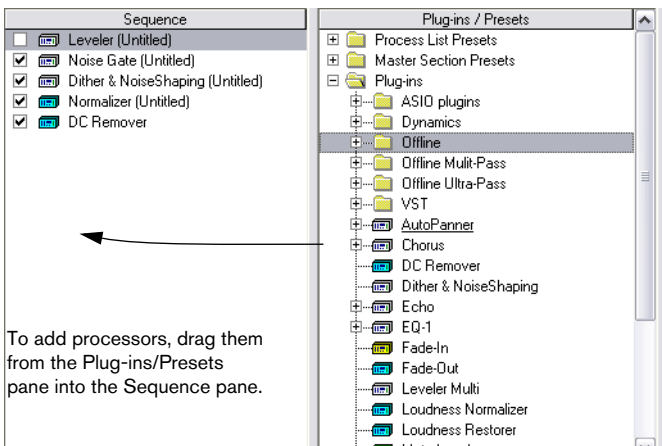 Sequence
Leveler (Untitled)
Noise Gate (Untitled)
Dither & NoiseShaping (Untitled)
Normalizer (Untitled)
DC Remover
To add processors, drag them
from the Plug-ins/Presets
pane into the Sequence pane.
Plug-ins / Presets
Process List Presets
Master Section Presets
Plug-ins
ASIO plugins
Dynamics
Offline
Offline Mulit-Pass
Offline Ultra-Pass
VST
AutoPanner
Chorus
DC Remover
Dither & NoiseShaping
Echo
EQ-1
Fade-In
Fade-Out
Leveler Multi
Loudness Normalizer
Loudness Restorer